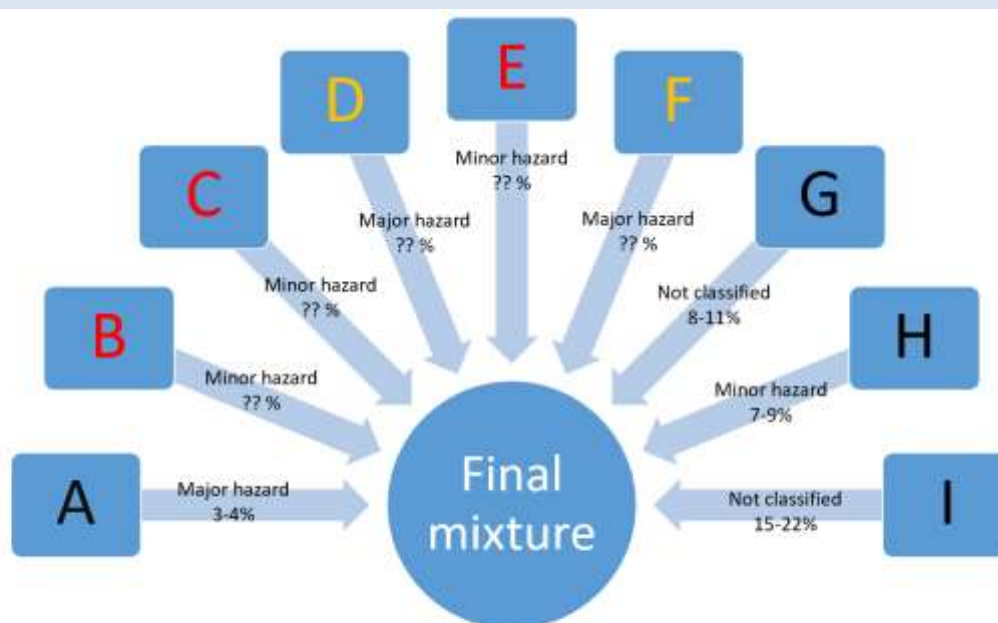 A
Major hazard
3-4%
B
Minor hazard
?? %
C
Minor hazard
?? %
D
Major hazard
?? %
E
Minor hazard
?? %
F
Major hazard
?? %
G
Not classified
8-11%
H
Minor hazard
7-9%
I
Not classified
15-22%
Final
mixture